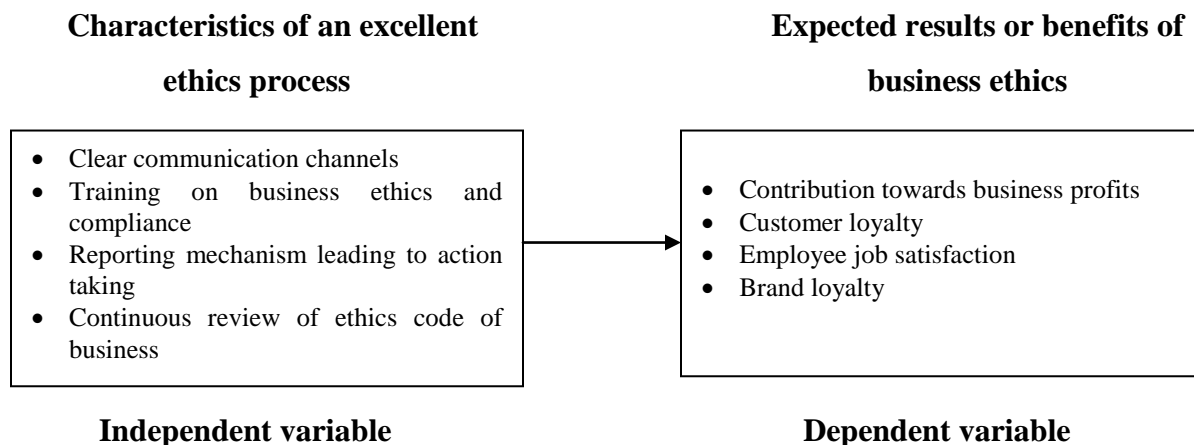 Characteristics of an excellent
ethics process
• Clear communication channels
• Training on business ethics and
compliance
• Reporting mechanism leading to action
taking
• Continuous review of ethics code of
business
Independent variable
Expected results or benefits of
business ethics
• Contribution towards business profits
• Customer loyalty
• Employee job satisfaction
• Brand loyalty
Dependent variable